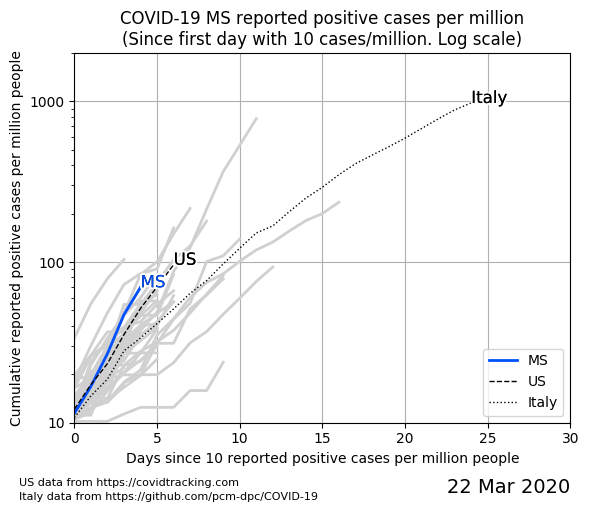 COVID-19 MS reported positive cases per million
(Since first day with 10 cases/million. Log scale)
Cumulative reported positive cases per million people
1000
100
10
Italy
US
MS
MS
US
Italy
0 5 10 15 20 25 30
Days since 10 reported positive cases per million people
US data from https://covidtracking.com
Italy data from https://github.com/pcm-dpc/COVID-19
22 Mar 2020